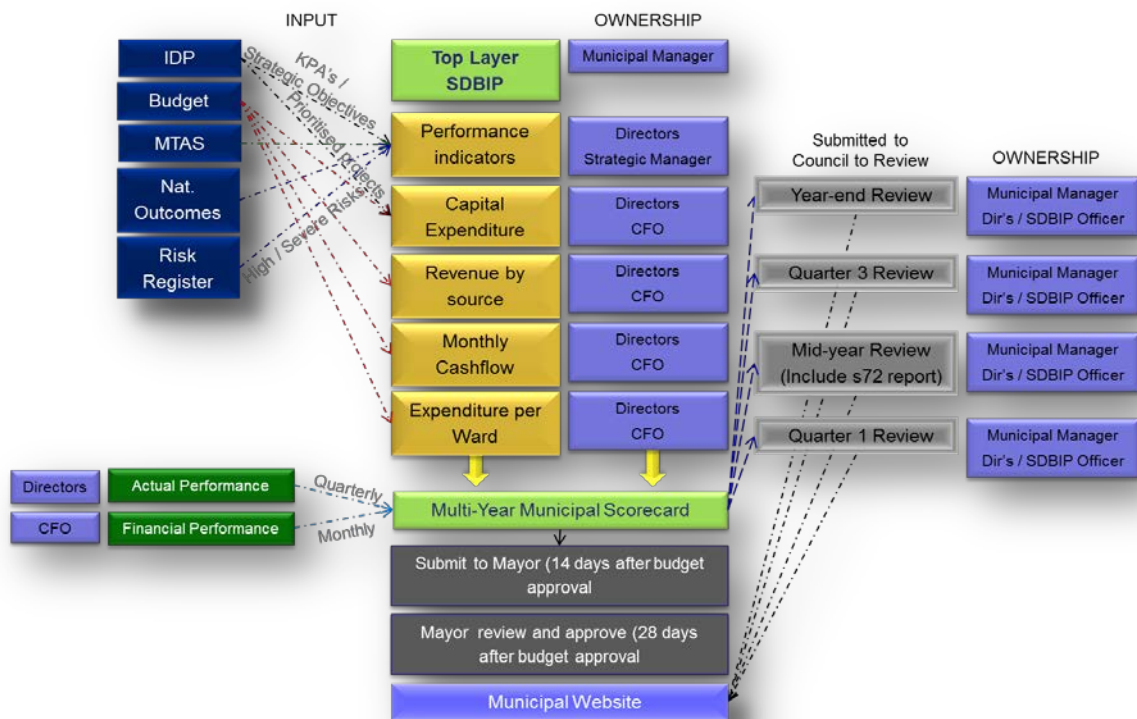 INPUT
OWNERSHIP
IDP
Budget
MTAS
Nat.
Outcomes
Risk
Register
KPA's /
Strategic Objectives
Prioritised projects
High / Severe Risks
Top Layer
SDBIP
Municipal Manager
Performance
indicators
Directors
Strategic Manager
Capital
Expenditure
Directors
CFO
Revenue by
source
Directors
CFO
Monthly
Cashflow
Directors
CFO
Expenditure per
Ward
Directors
CFO
Submitted to
Council to Review
OWNERSHIP
Year-end Review
Municipal Manager
Dir's / SDBIP Officer
Quarter 3 Review
Municipal Manager
Dir's / SDBIP Officer
Mid-year Review
(Include s72 report)
Municipal Manager
Dir's / SDBIP Officer
Quarter 1 Review
Municipal Manager
Dir's / SDBIP Officer
Directors
Actual Performance
Quarterly
CFO
Financial Performance
Monthly
Multi-Year Municipal Scorecard
Submit to Mayor (14 days after budget
approval
Mayor review and approve (28 days
after budget approval
Municipal Website